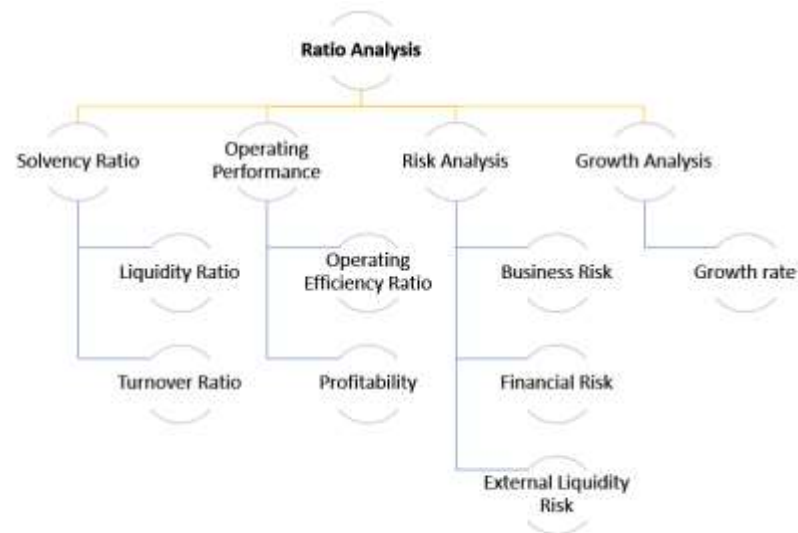 Ratio Analysis
Solvency Ratio
Operating
Performance
Risk Analysis
Growth Analysis
Liquidity Ratio
Operating
Efficiency Ratio
Business Risk
Growth rate
Turnover Ratio
Profitability
Financial Risk
External Liquidity
Risk